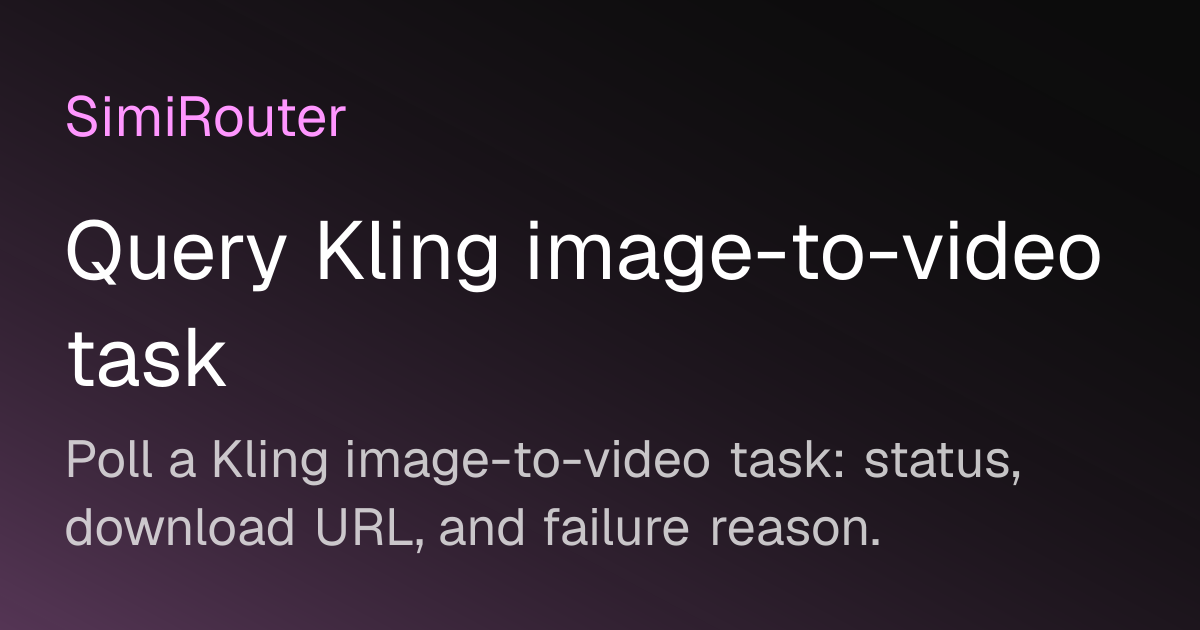 SimiRouter
Query Kling image-to-video
task
Poll a Kling image-to-video task: status,
download URL, and failure reason.